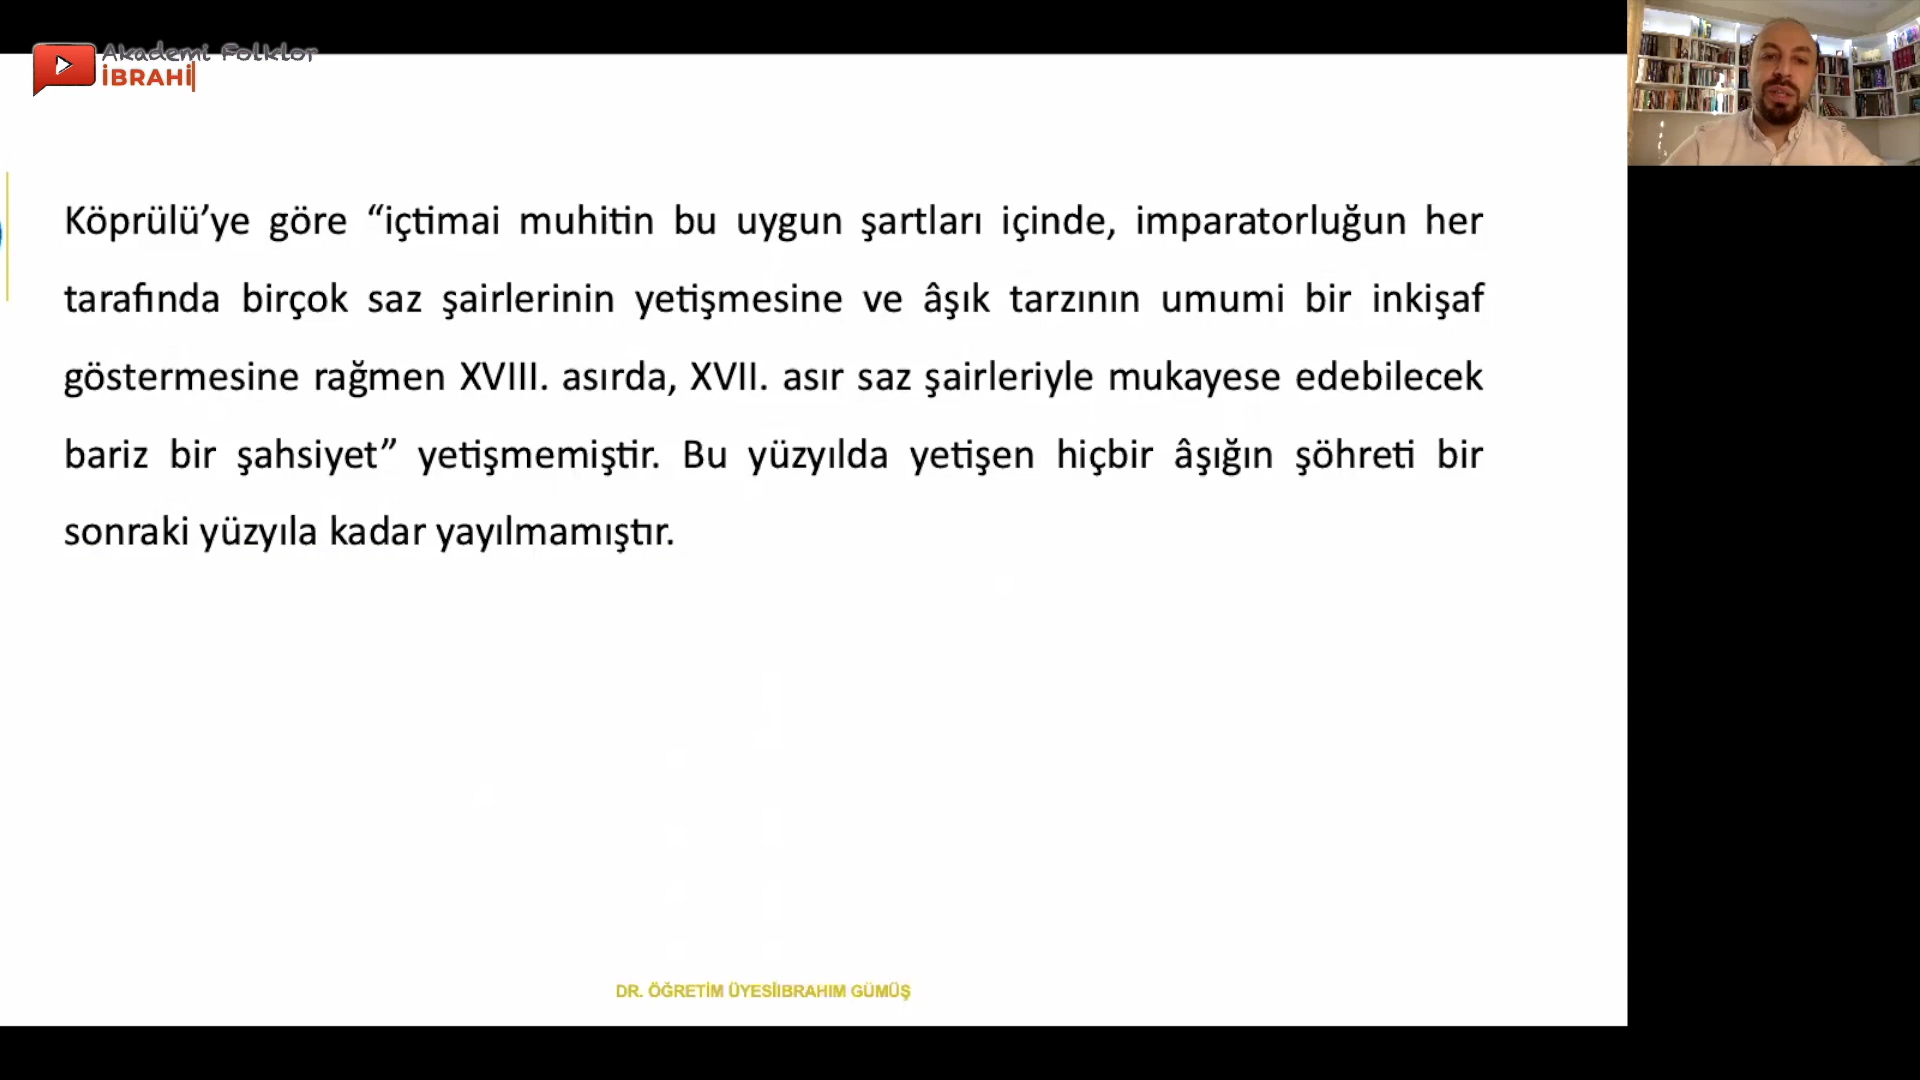 Akademi Folklor
İBRAHİ
Köprülü’ye göre “içtimai muhitin bu uygun şartları içinde, imparatorluğun her
tarafında birçok saz şairlerinin yetişmesine ve âşık tarzının umumi bir inkişaf
göstermesine rağmen XVIII. asırda, XVII. asır saz şairleriyle mukayese edebilecek
bariz bir şahsiyet” yetişmemiştir. Bu yüzyılda yetişen hiçbir âşığın şöhreti bir
sonraki yüzyıla kadar yayılmamıştır.
DR. ÖĞRETİM ÜYESİIBRAHIM GÜMÜŞ